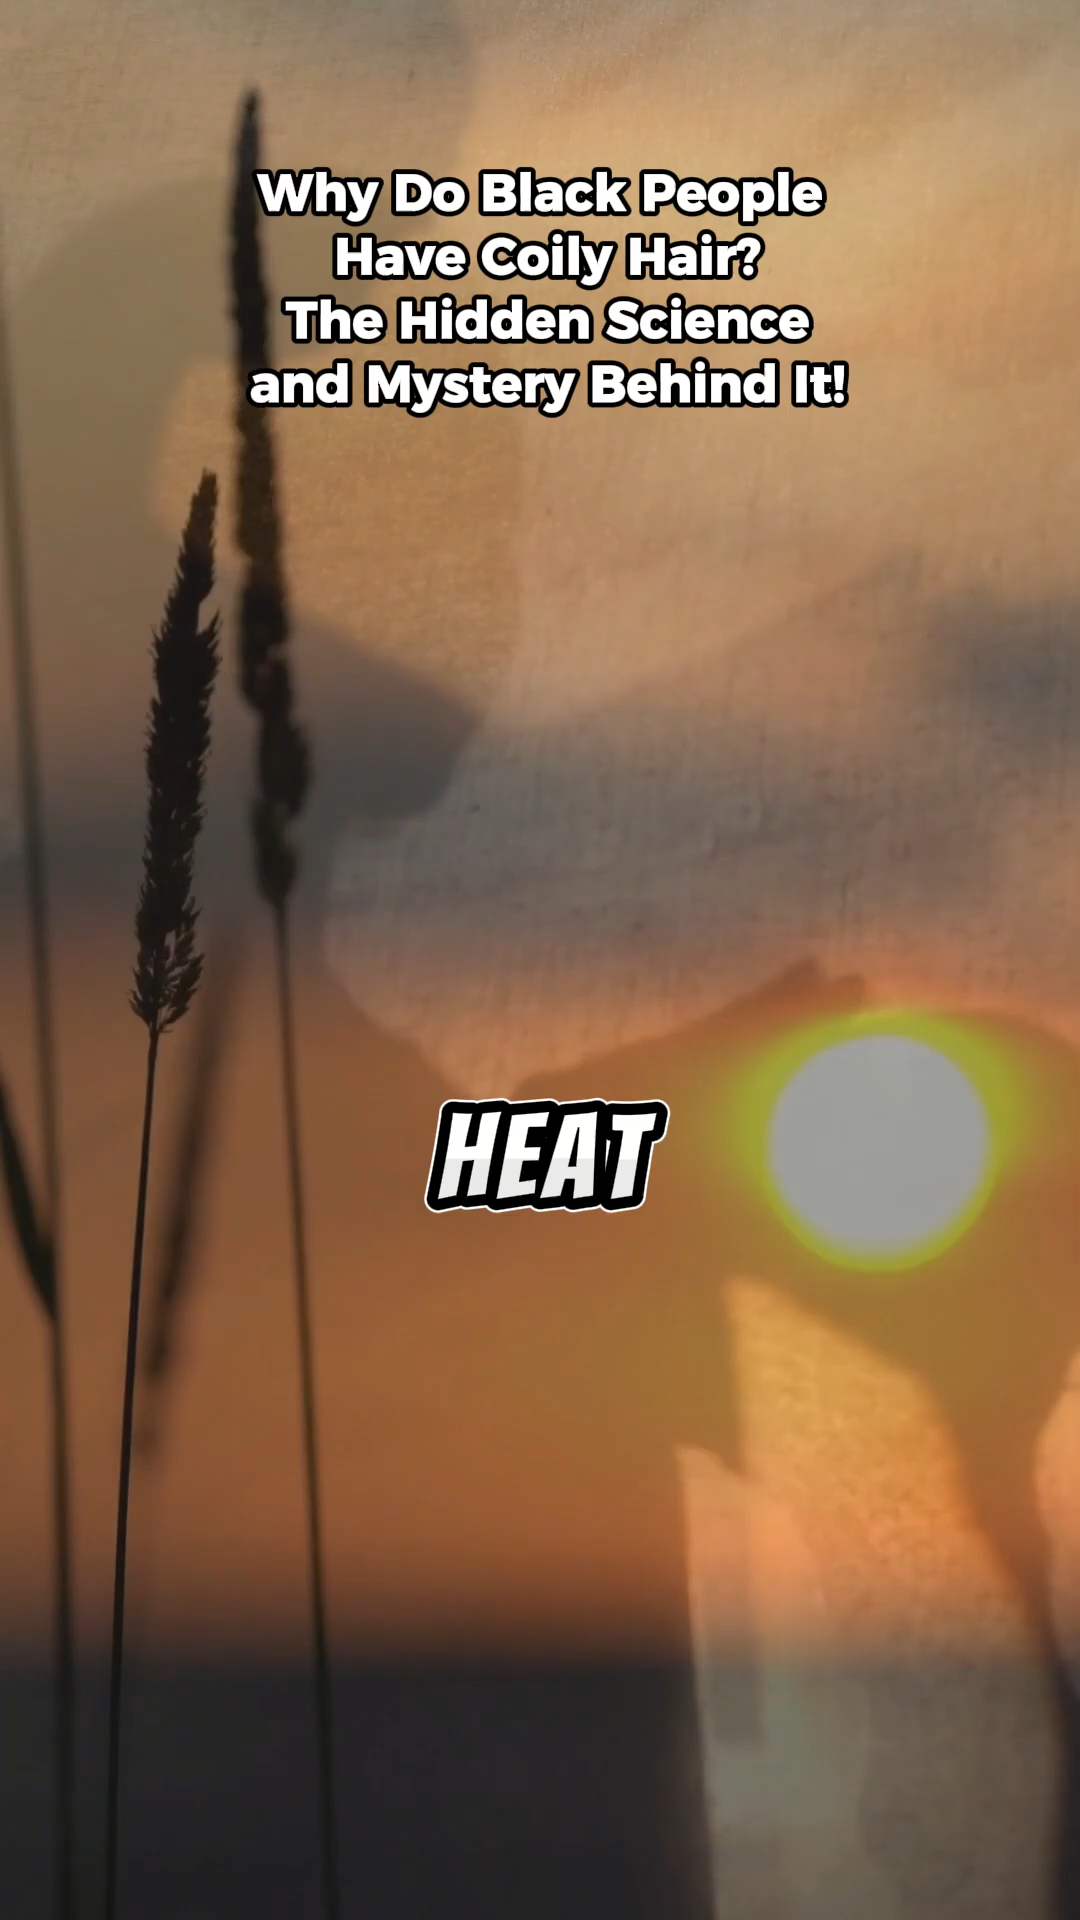 Why Do Black People
Have Coily Hair?
The Hidden Science
and Mystery Behind It!
HEAT